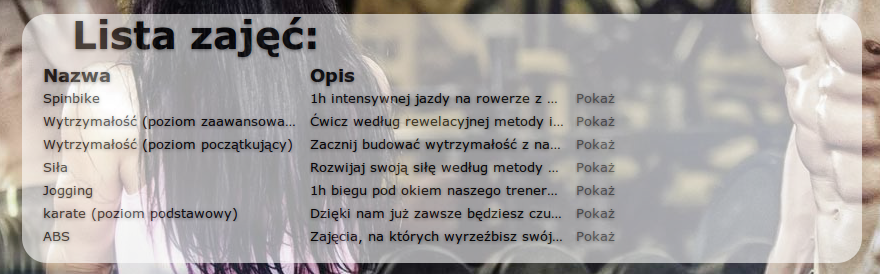 Lista zajęć:
Nazwa Opis
Spinbike 1h intensywnej jazdy na rowerze z ... Pokaż
Wytrzymałość (poziom zaawansowa... Ćwicz według rewelacyjnej metody i... Pokaż
Wytrzymałość (poziom początkujący) Zacznij budować wytrzymałość z na... Pokaż
Siła Rozwijaj swoją siłę według metody ... Pokaż
Jogging 1h biegu pod okiem naszego trener... Pokaż
karate (poziom podstawowy) Dzięki nam już zawsze będziesz czu... Pokaż
ABS Zajęcia, na których wyrzeźbisz swój... Pokaż